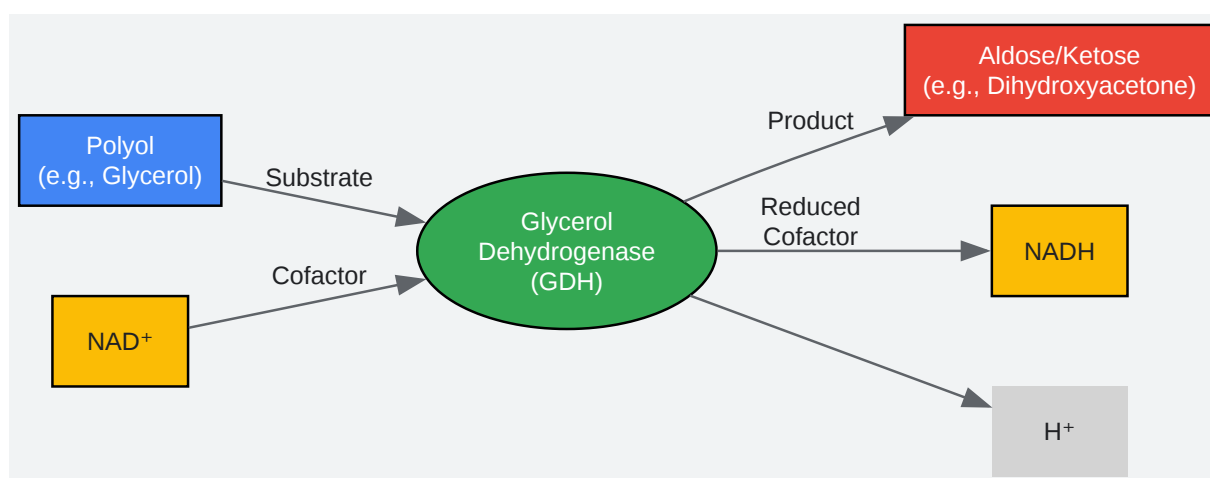 Polyol
(e.g., Glycerol)
Substrate
NAD⁺
Cofactor
Glycerol
Dehydrogenase
(GDH)
Product
Aldose/Ketose
(e.g., Dihydroxyacetone)
Reduced
Cofactor
NADH
H⁺